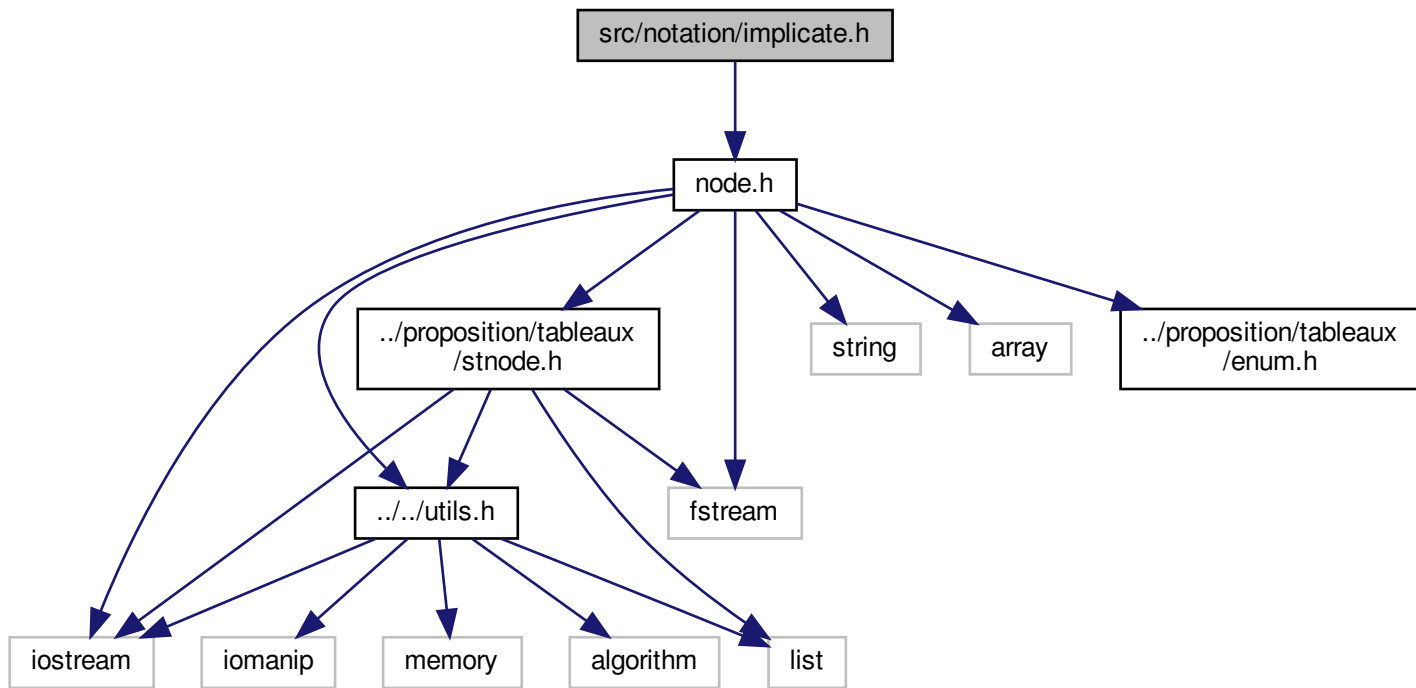 src/notation/implicate.h
node.h
../proposition/tableaux
/stnode.h
string
array
../proposition/tableaux
/enum.h
../../utils.h
fstream
iostream
iomanip
memory
algorithm
list